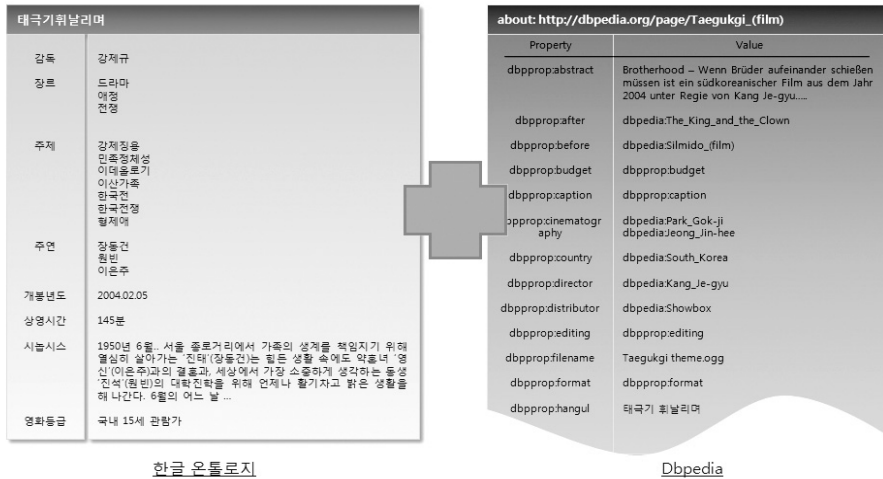 태극기휘날리며
감독 강제규
장르 드라마
애정
전쟁
주제 강제징용
민족정체성
이데올로기
이산가족
한국전
한국전쟁
형제애
주연 장동건
원빈
이은주
개봉년도 2004.02.05
상영시간 145분
시놉시스 1950년 6월.. 서울 종로거리에서 가족의 생계를 책임지기 위해
열심히 살아가는 '진태'(장동건)는 힘든 생활 속에도 약혼녀 '영
신'(이은주)과의 결혼과, 세상에서 가장 소중하게 생각하는 동생
'진석'(원빈)의 대학진학을 위해 언제나 활기차고 밝은 생활을
해 나간다. 6월의 어느 날 ...
영화등급 국내 15세 관람가
한글 온톨로지
about: http://dbpedia.org/page/Taegukgi_(film)
Property Value
dbpprop:abstract Brotherhood – Wenn Brüder aufeinander schießen
müssen ist ein südkoreanischer Film aus dem Jahr
2004 unter Regie von Kang Je-gyu.....
dbpprop:after dbpedia:The_King_and_the_Clown
dbpprop:before dbpedia:Silmido_(film)
dbpprop:budget dbpprop:budget
dbpprop:caption dbpprop:caption
bpprop:cinematogr dbpedia:Park_Gok-ji
aphy dbpedia:Jeong_Jin-hee
dbpprop:country dbpedia:South_Korea
dbpprop:director dbpedia:Kang_Je-gyu
dbpprop:distributor dbpedia:Showbox
dbpprop:editing dbpprop:editing
dbpprop:filename Taegukgi theme.ogg
dbpprop:format dbpprop:format
dbpprop:hangul 태극기 휘날리며
Dbpedia